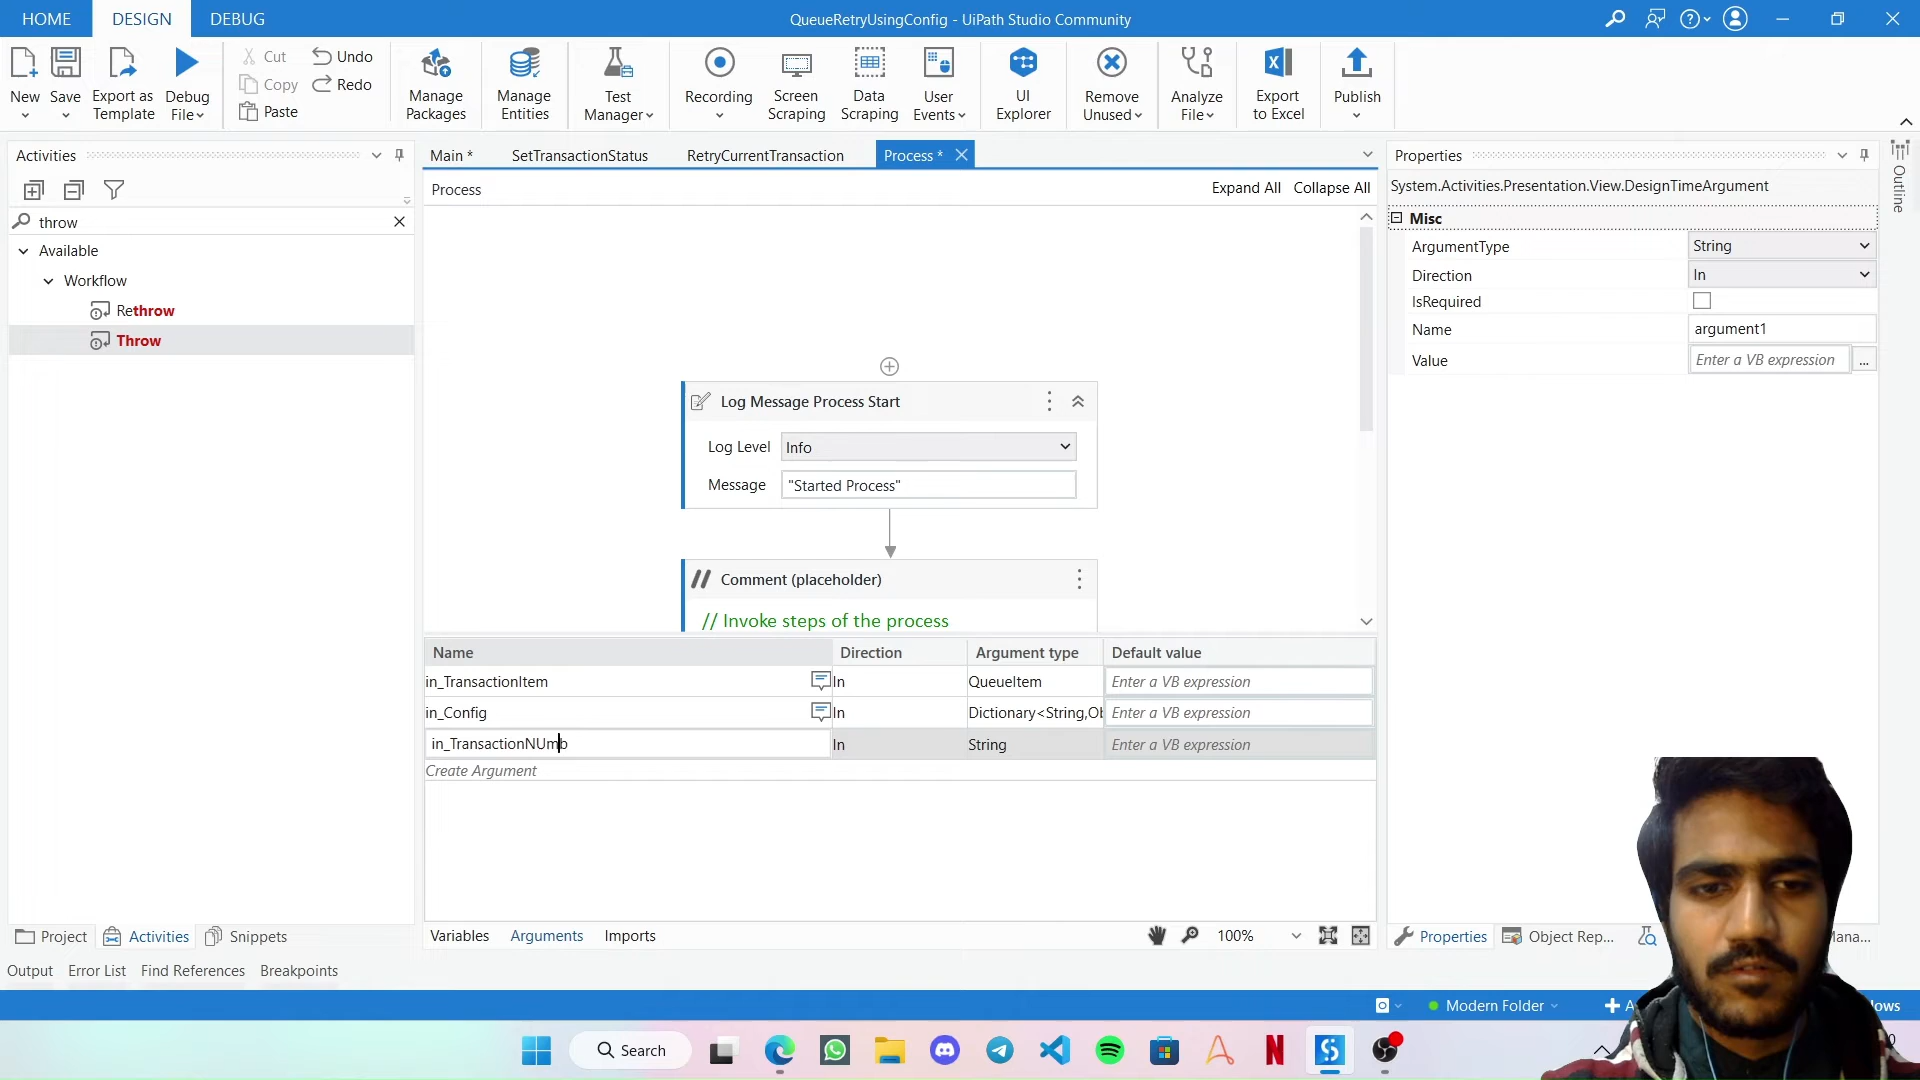 HOME DESIGN DEBUG QueueRetryUsingConfig - UiPath Studio Community
New Save Export as Template Debug File Cut Copy Paste Undo Redo Manage Packages Manage Entities Test Manager Recording Screen Scraping Data Scraping User Events UI Explorer Remove Unused Analyze File Export to Excel Publish
Activities
throw
Available
Workflow
Rethrow
Throw
Main * SetTransactionStatus RetryCurrentTransaction Process *
Process Expand All Collapse All
Log Message Process Start
Log Level Info
Message "Started Process"
Comment (placeholder)
// Invoke steps of the process
Name Direction Argument type Default value
in_TransactionItem In QueueItem Enter a VB expression
in_Config In Dictionary<String,Ob Enter a VB expression
in_TransactionNUmb In String Enter a VB expression
Create Argument
Variables Arguments Imports 100%
Properties
System.Activities.Presentation.View.DesignTimeArgument
Misc
ArgumentType String
Direction In
IsRequired
Name argument1
Value Enter a VB expression ...
Outline
Project Activities Snippets
Properties Object Rep...
Output Error List Find References Breakpoints
Modern Folder
Search